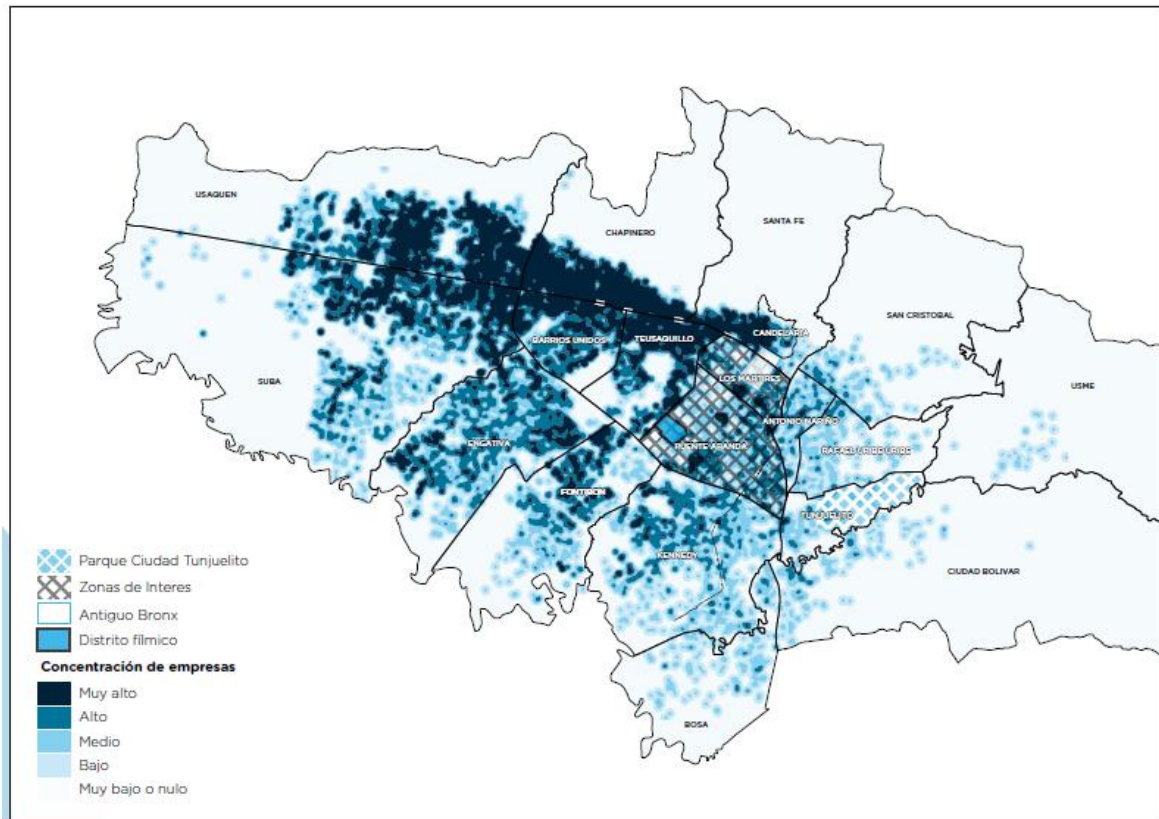 USAQUEN
CHAPINERO
SANTA FE
SAN CRISTOBAL
CANDELARIA
BARRIOS UNIDOS
TEUSAQUILLO
LOS MARTIRES
USME
SUBA
ANTONIO NARIÑO
ENGATIVA
PUENTE ARANDA
RAFAEL URIBE URIBE
FONTIBON
TUNJUELITO
KENNEDY
CIUDAD BOLIVAR
BOSA
Parque Ciudad Tunjuelito
Zonas de Interes
Antiguo Bronx
Distrito fílmico
Concentración de empresas
Muy alto
Alto
Medio
Bajo
Muy bajo o nulo